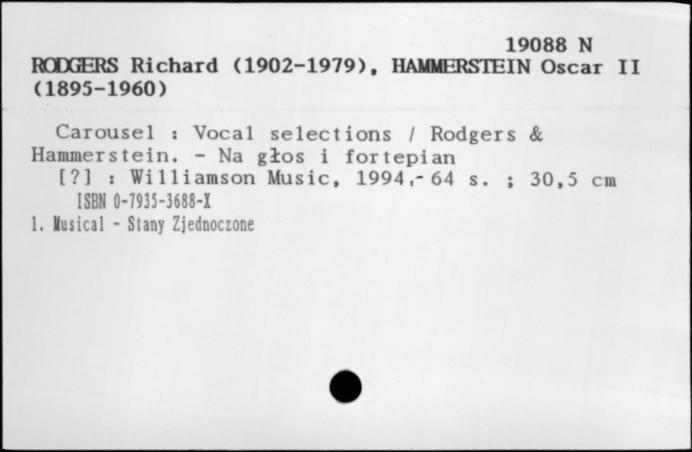 19088 N
RODGERS Richard (1902-1979), HAMMERSTEIN Oscar II
(1895-1960)
Carousel : Vocal selections / Rodgers &
Hammerstein. - Na głos i fortepian
[?] : Williamson Music, 1994.- 64 s. ; 30,5 cm
ISBN 0-7935-3688-X
1. Musical - Stany Zjednoczone